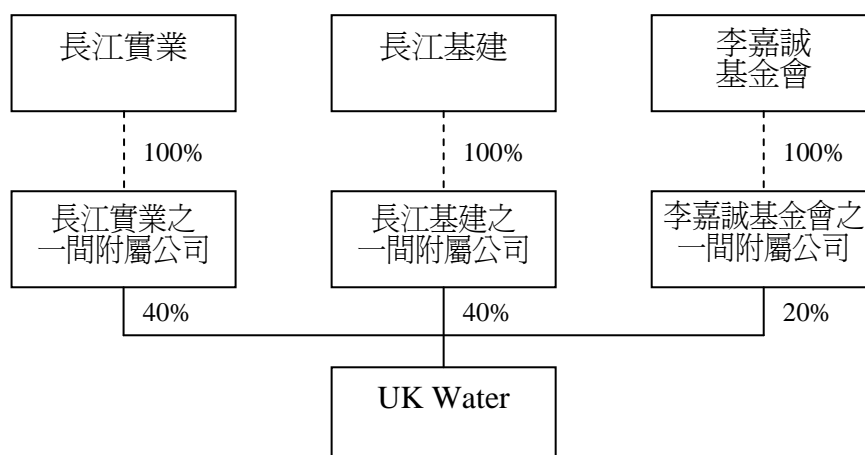 長江實業
長江基建
李嘉誠
基金會
100%
100%
100%
長江實業之
一間附屬公司
長江基建之
一間附屬公司
李嘉誠基金會之
一間附屬公司
40%
40%
20%
UK Water